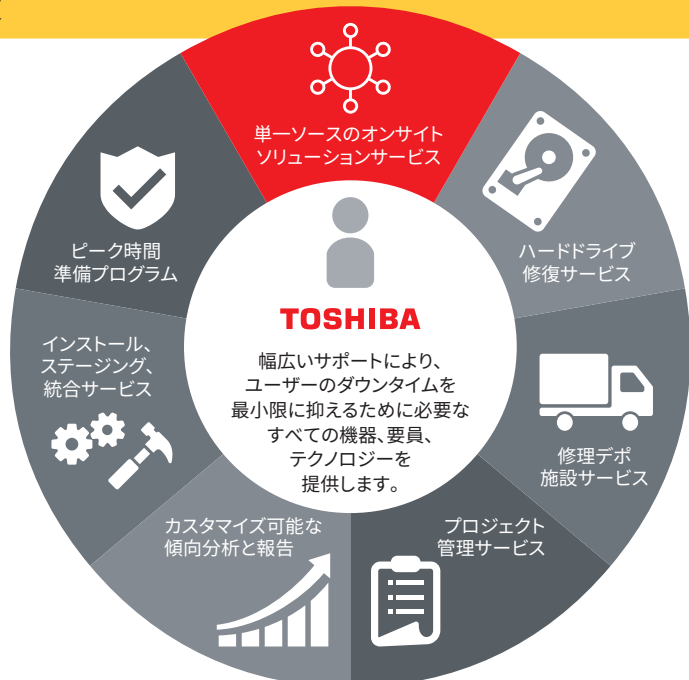 単一ソースのオンサイト
ソリューションサービス
ハードドライブ
修復サービス
修理デポ
施設サービス
プロジェクト
管理サービス
カスタマイズ可能な
傾向分析と報告
インストール、
ステージング、
統合サービス
ピーク時間
準備プログラム
TOSHIBA
幅広いサポートにより、
ユーザーのダウンタイムを
最小限に抑えるために必要な
すべての機器、要員、
テクノロジーを
提供します。